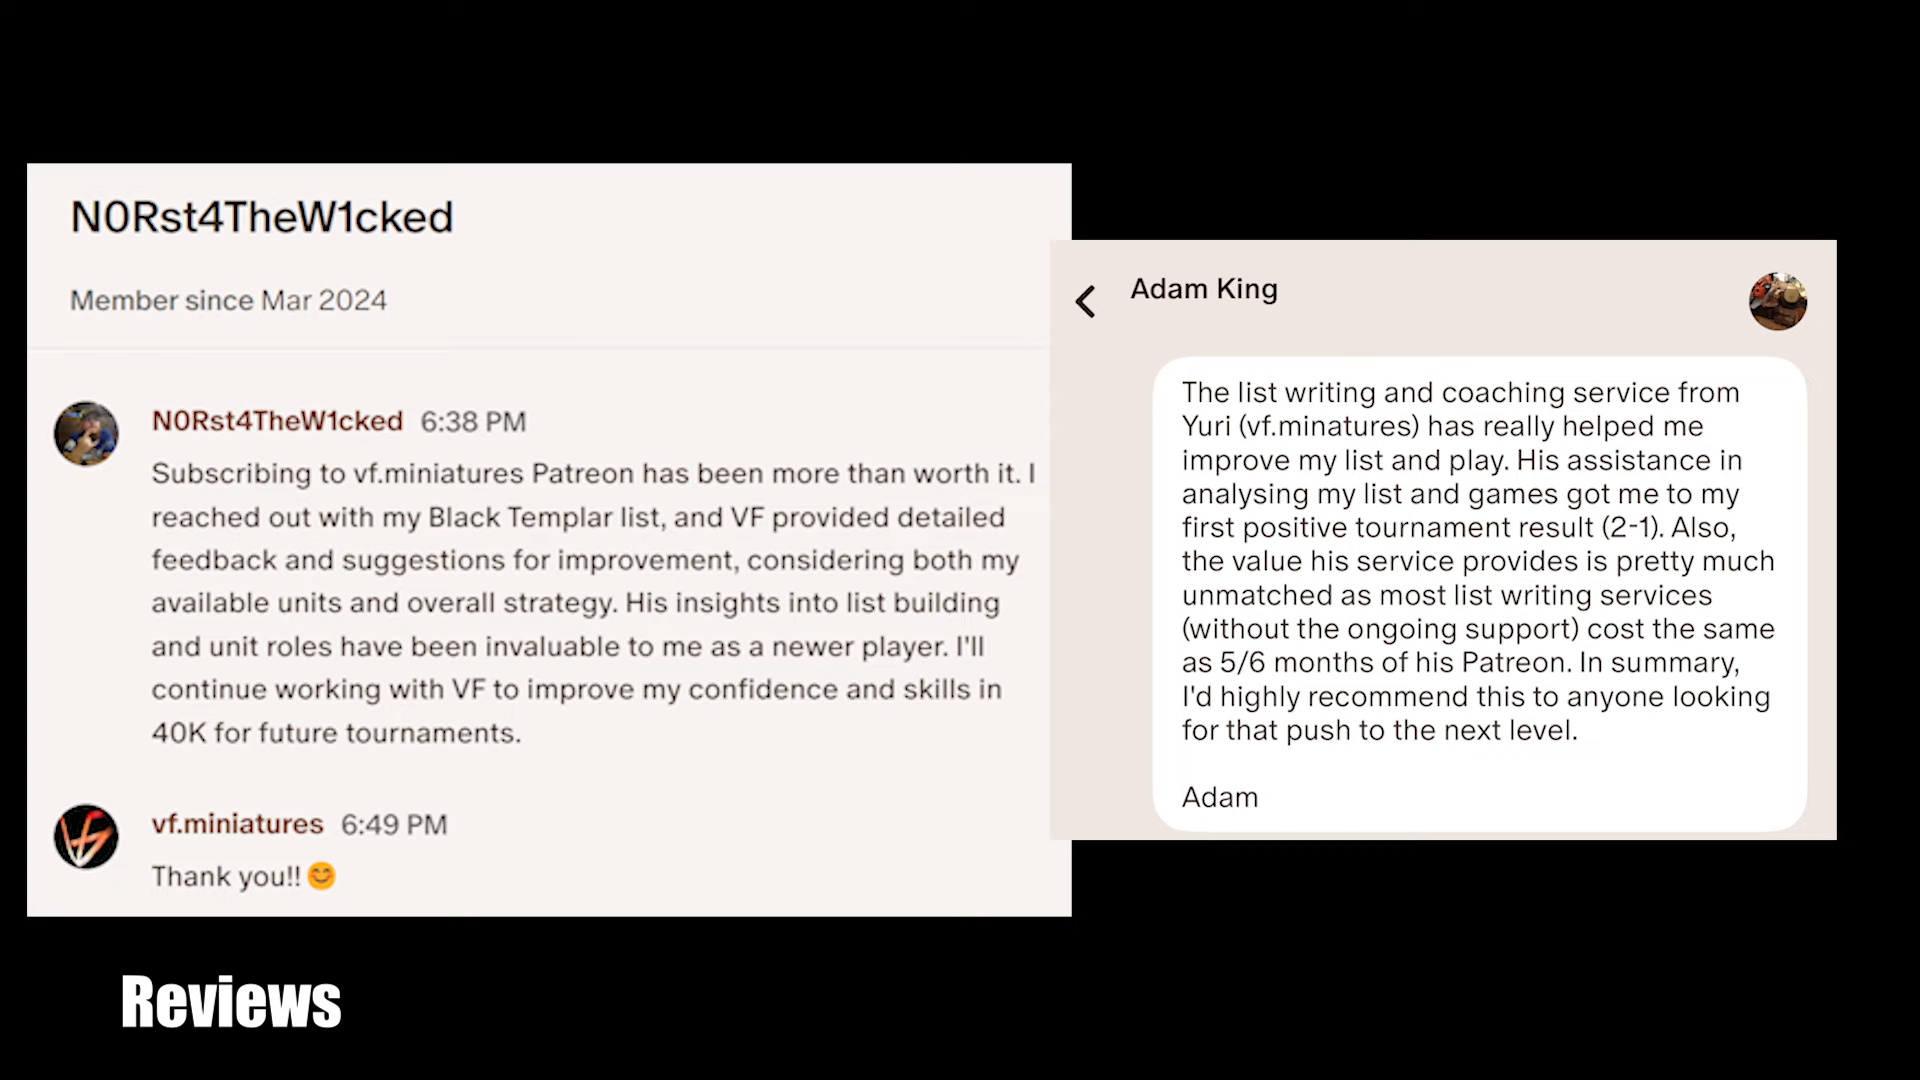 N0Rst4TheW1cked
Member since Mar 2024
N0Rst4TheW1cked 6:38 PM
Subscribing to vf.miniatures Patreon has been more than worth it. I
reached out with my Black Templar list, and VF provided detailed
feedback and suggestions for improvement, considering both my
available units and overall strategy. His insights into list building
and unit roles have been invaluable to me as a newer player. I'll
continue working with VF to improve my confidence and skills in
40K for future tournaments.
vf.miniatures 6:49 PM
Thank you!! 😊
Adam King
The list writing and coaching service from
Yuri (vf.minatures) has really helped me
improve my list and play. His assistance in
analysing my list and games got me to my
first positive tournament result (2-1). Also,
the value his service provides is pretty much
unmatched as most list writing services
(without the ongoing support) cost the same
as 5/6 months of his Patreon. In summary,
I'd highly recommend this to anyone looking
for that push to the next level.
Adam
Reviews